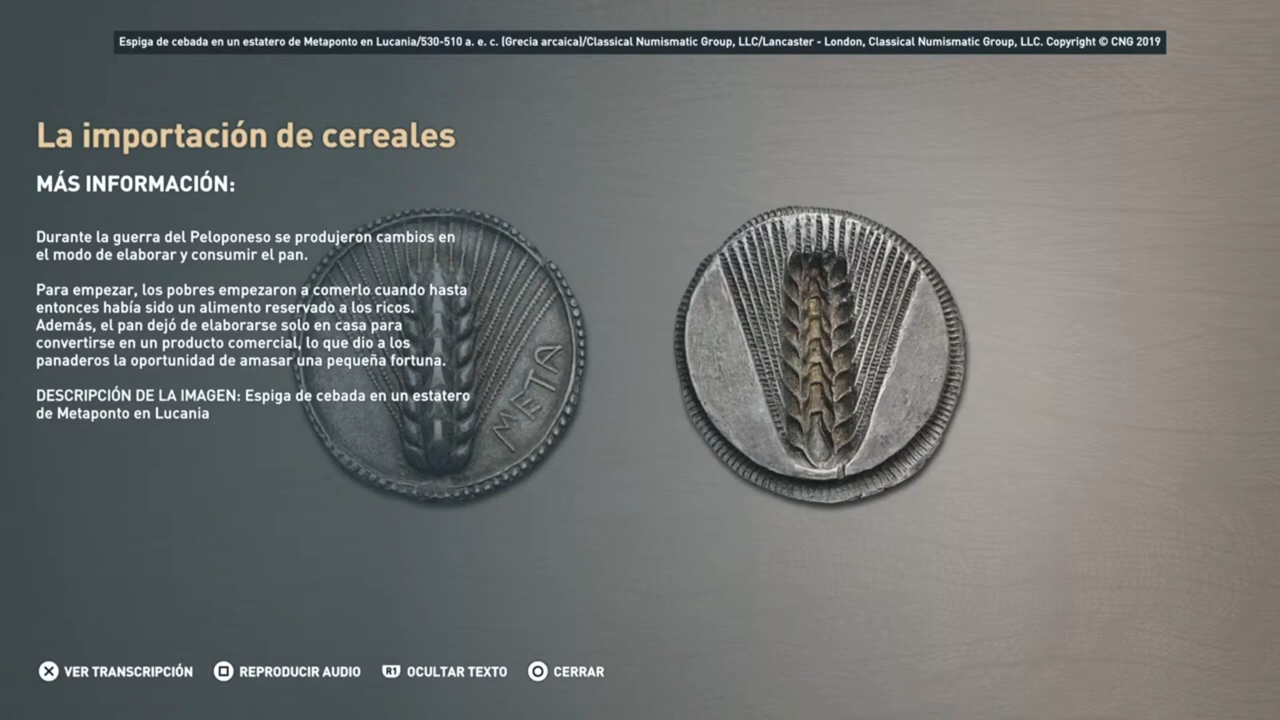 Espiga de cebada en un estatero de Metaponto en Lucania/530-510 a. e. c. (Grecia arcaica)/Classical Numismatic Group, LLC/Lancaster - London, Classical Numismatic Group, LLC. Copyright © CNG 2019
La importación de cereales
MÁS INFORMACIÓN:
Durante la guerra del Peloponeso se produjeron cambios en
el modo de elaborar y consumir el pan.
Para empezar, los pobres empezaron a comerlo cuando hasta
entonces había sido un alimento reservado a los ricos.
Además, el pan dejó de elaborarse solo en casa para
convertirse en un producto comercial, lo que dio a los
panaderos la oportunidad de amasar una pequeña fortuna.
DESCRIPCIÓN DE LA IMAGEN: Espiga de cebada en un estatero
de Metaponto en Lucania
META
VER TRANSCRIPCIÓN
REPRODUCIR AUDIO
R1 OCULTAR TEXTO
CERRAR